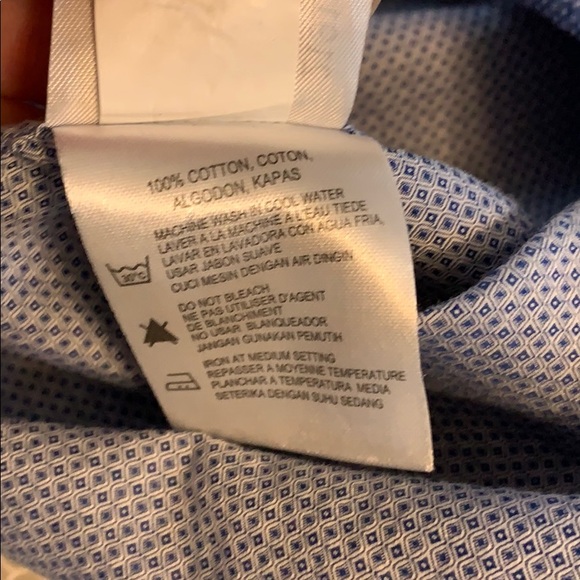 100% COTTON, COTON,
ALGODON, KAPAS
MACHINE WASH IN COOL WATER
LAVER A LA MACHINE A L'EAU TIEDE
LAVAR EN LAVADORA CON AGUA FRIA,
USAR JABON SUAVE
CUCI MESIN DENGAN AIR DINGIN
30°C
DO NOT BLEACH
NE PAS UTILISER D'AGENT
DE BLANCHIMENT
NO USAR BLANQUEADOR
JANGAN GUNAKAN PEMUTIH
IRON AT MEDIUM SETTING
REPASSER A MOYENNE TEMPERATURE
PLANCHAR A TEMPERATURA MEDIA
SETERIKA DENGAN SUHU SEDANG